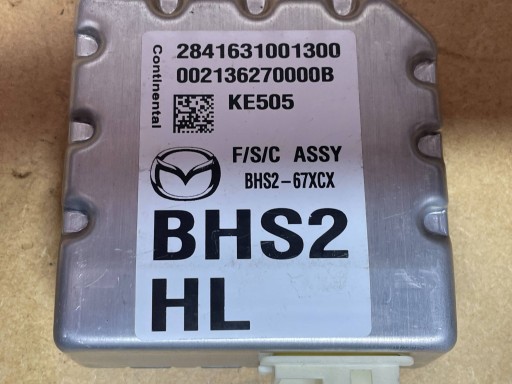 Continental
2841631001300
002136270000B
KE505
F/S/C ASSY
BHS2-67XCX
BHS2
HL